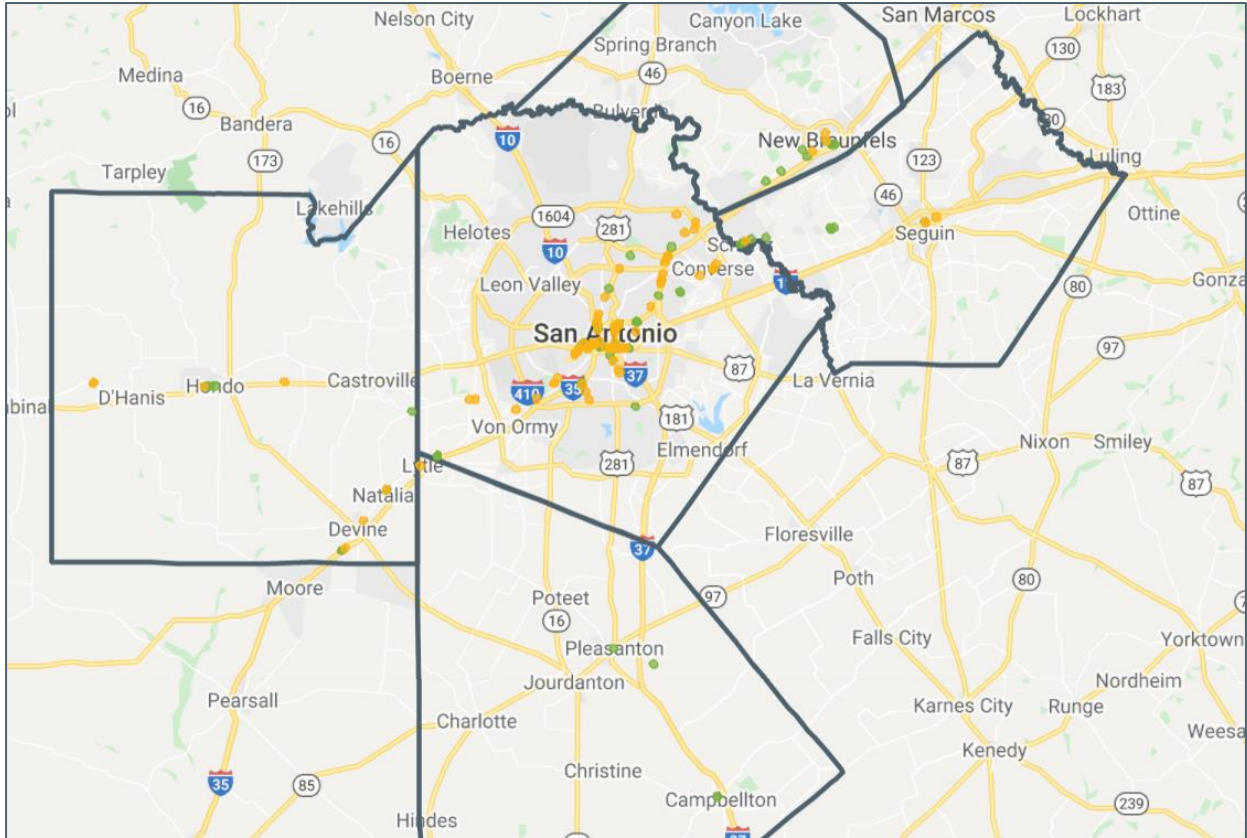 Nelson City
Canyon Lake
San Marcos
Lockhart
Spring Branch
130
Medina
Boerne
46
183
16
Bandera
10
New Braunfels
Luling
Tarpley
173
16
123
46
Lakehills
1604
281
Ottine
Helotes
10
Seguin
Converse
Leon Valley
80
San Antonio
97
37
87
D'Hanis
Hondo
Castroville
410
35
La Vernia
Von Ormy
181
Elmendorf
Nixon
Smiley
281
87
87
Lytle
Natalia
Devine
Floresville
37
Moore
Poteet
97
Poth
80
16
Falls City
Yorktown
Pleasanton
Jourdanton
Nordheim
Pearsall
Karnes City
Runge
Charlotte
Kenedy
Christine
35
85
Campbellton
239
Hindes